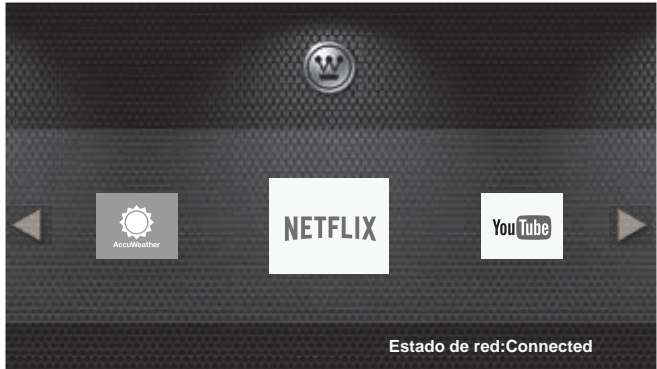 W
AccuWeather
NETFLIX
YouTube
Estado de red:Connected